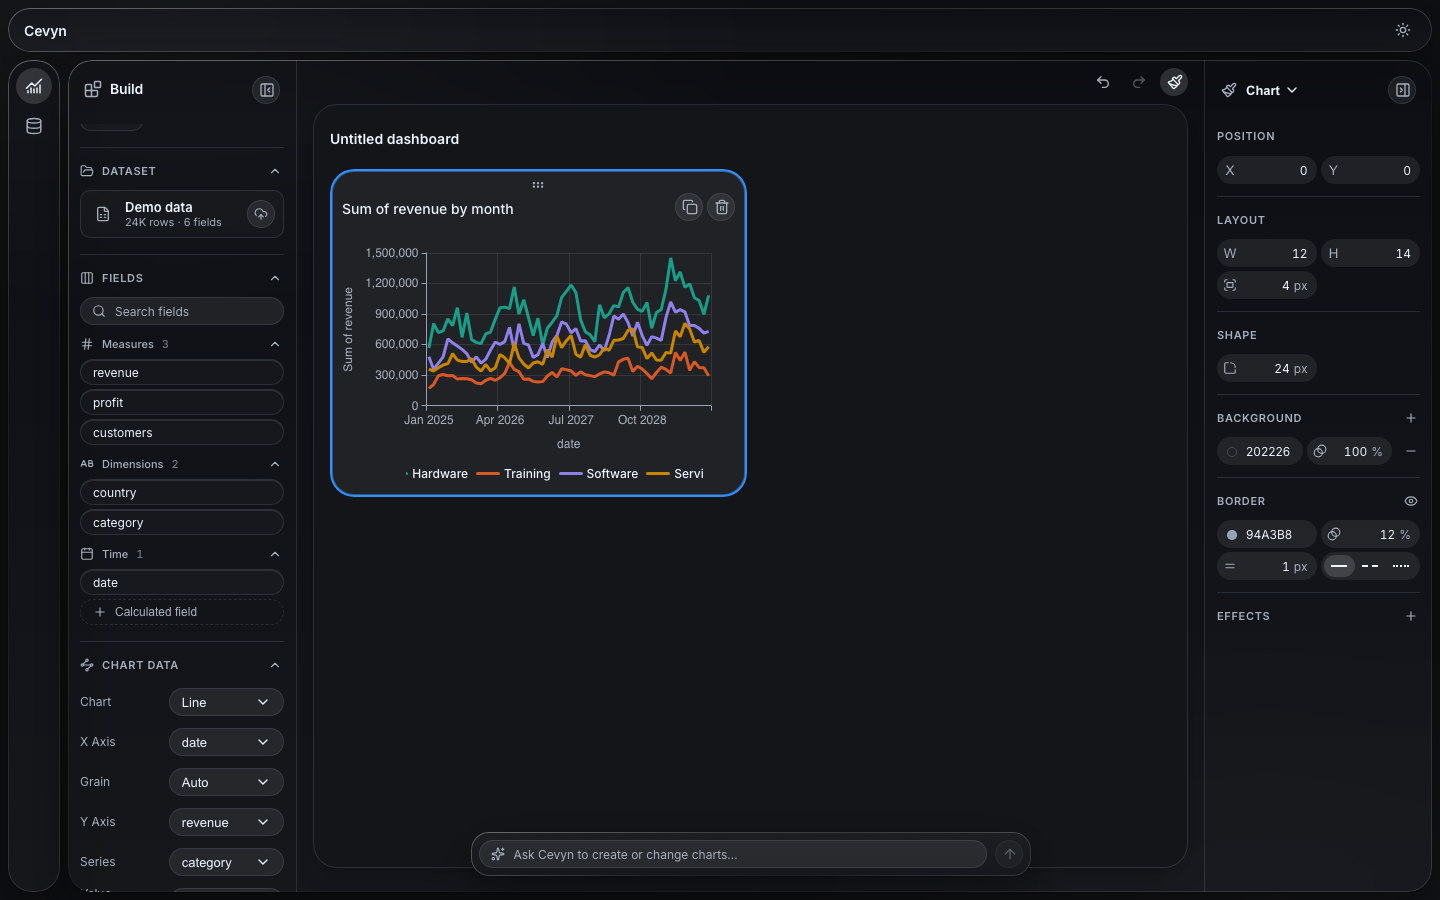 Cevyn
Build
DATASET
Demo data
24K rows · 6 fields
FIELDS
Search fields
Measures 3
revenue
profit
customers
AB Dimensions 2
country
category
Time 1
date
Calculated field
CHART DATA
Chart Line
X Axis date
Grain Auto
Y Axis revenue
Series category
Untitled dashboard
Sum of revenue by month
Sum of revenue
1,500,000
1,200,000
900,000
600,000
300,000
0
Jan 2025 Apr 2026 Jul 2027 Oct 2028
date
Hardware Training Software Servi
Ask Cevyn to create or change charts...
Chart
POSITION
X 0 Y 0
LAYOUT
W 12 H 14
4 px
SHAPE
24 px
BACKGROUND
202226 100 %
BORDER
94A3B8 12 %
1 px
EFFECTS